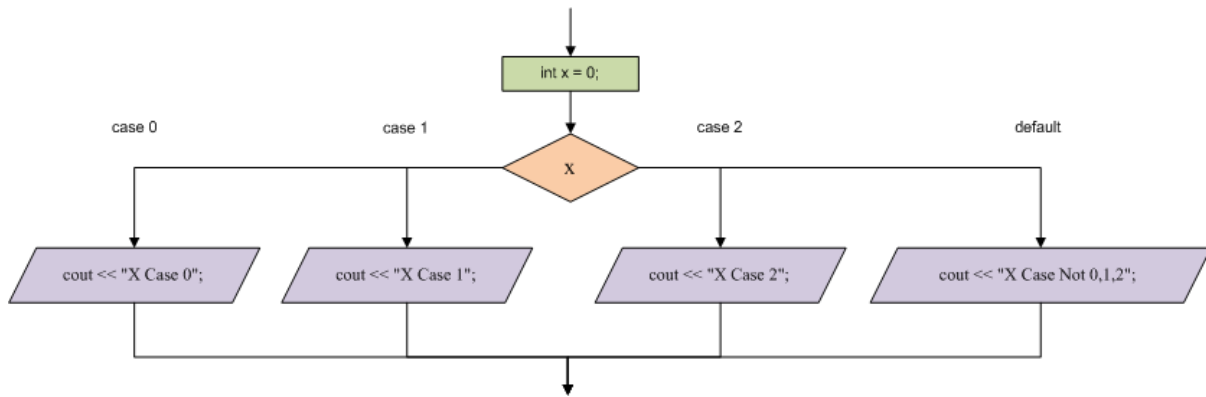 int x = 0;
case 0
case 1
case 2
default
X
cout << "X Case 0";
cout << "X Case 1";
cout << "X Case 2";
cout << "X Case Not 0,1,2";